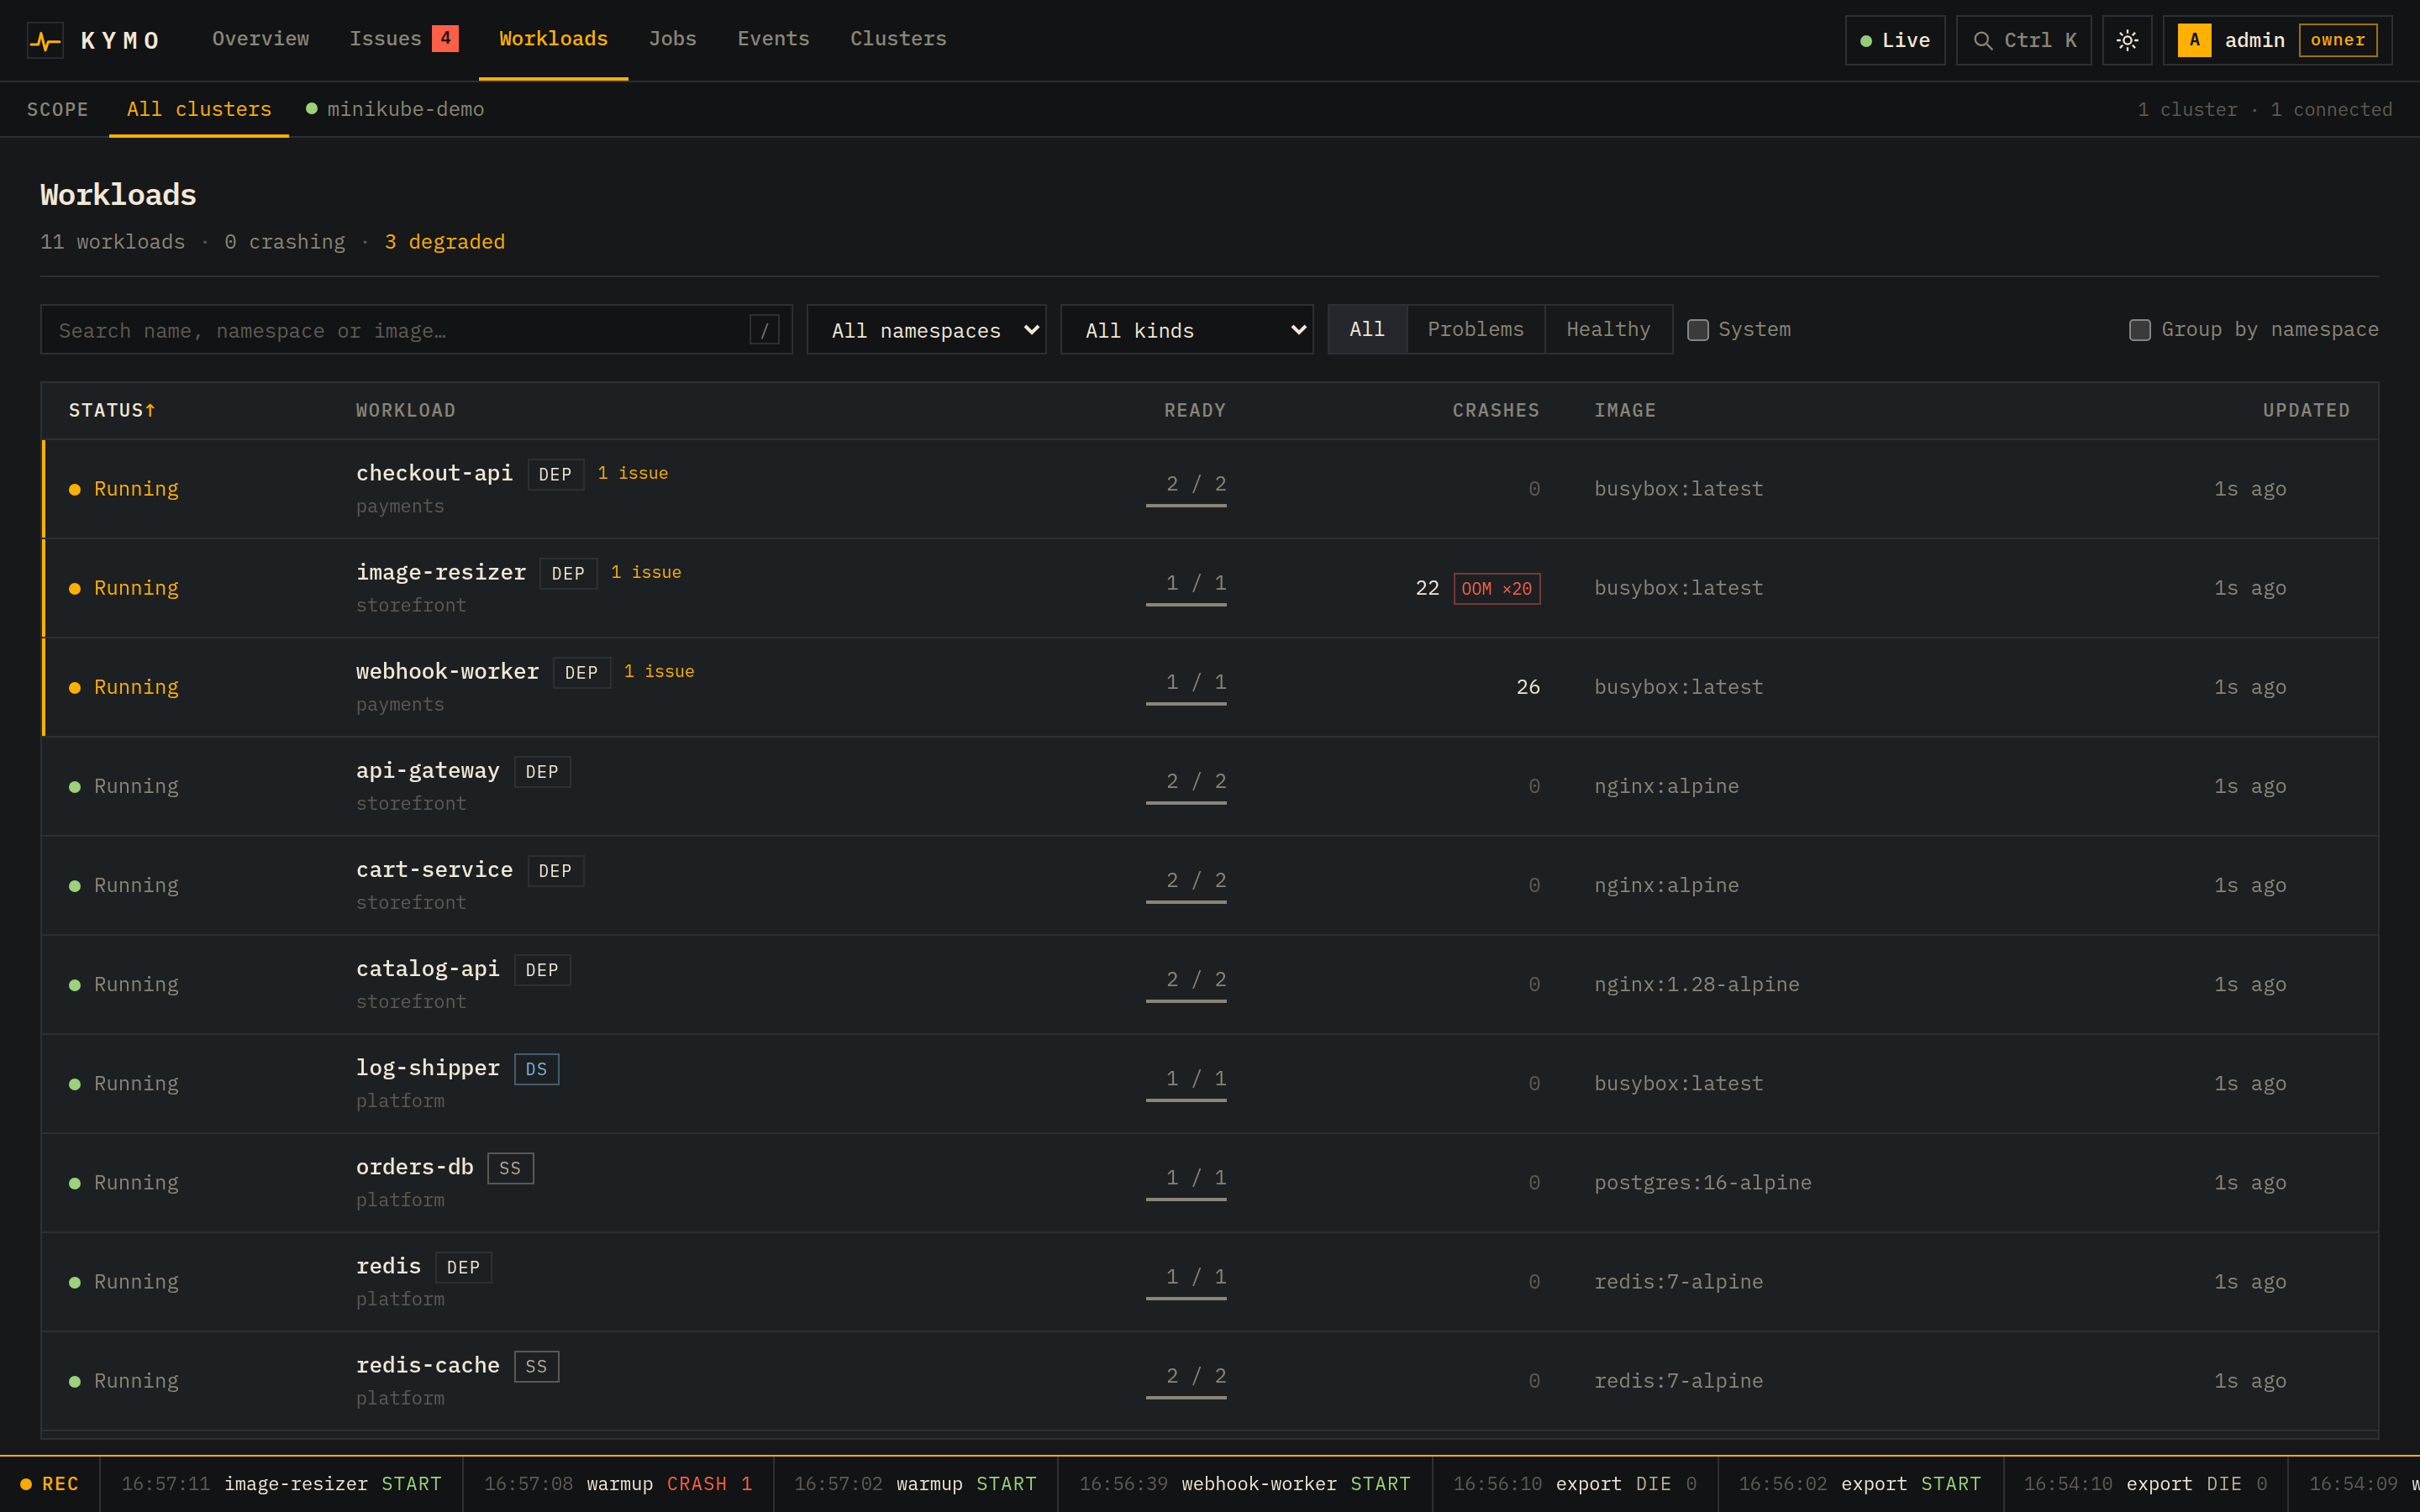 KYMO Overview Issues 4 Workloads Jobs Events Clusters Live Ctrl K A admin owner
SCOPE All clusters minikube-demo 1 cluster · 1 connected
Workloads
11 workloads · 0 crashing · 3 degraded
Search name, namespace or image… / All namespaces All kinds All Problems Healthy System Group by namespace
STATUS↑ WORKLOAD READY CRASHES IMAGE UPDATED
Running checkout-api DEP 1 issue 2 / 2 0 busybox:latest 1s ago
payments
Running image-resizer DEP 1 issue 1 / 1 22 OOM ×20 busybox:latest 1s ago
storefront
Running webhook-worker DEP 1 issue 1 / 1 26 busybox:latest 1s ago
payments
Running api-gateway DEP 2 / 2 0 nginx:alpine 1s ago
storefront
Running cart-service DEP 2 / 2 0 nginx:alpine 1s ago
storefront
Running catalog-api DEP 2 / 2 0 nginx:1.28-alpine 1s ago
storefront
Running log-shipper DS 1 / 1 0 busybox:latest 1s ago
platform
Running orders-db SS 1 / 1 0 postgres:16-alpine 1s ago
platform
Running redis DEP 1 / 1 0 redis:7-alpine 1s ago
platform
Running redis-cache SS 2 / 2 0 redis:7-alpine 1s ago
platform
REC 16:57:11 image-resizer START 16:57:08 warmup CRASH 1 16:57:02 warmup START 16:56:39 webhook-worker START 16:56:10 export DIE 0 16:56:02 export START 16:54:10 export DIE 0 16:54:09